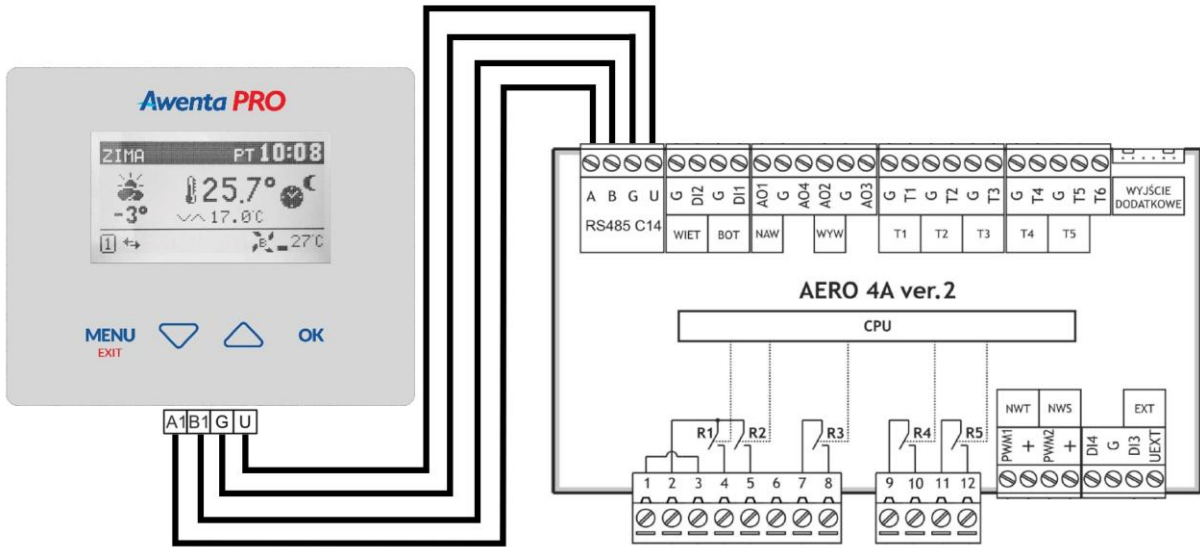 Awenta PRO
ZIMA PT 10:08
25.7°
-3° 17.0°C
1 B 27°C
MENU OK
EXIT
A1 B1 G U
A B G U G DI2 G DI1 AO1 G AO4 AO2 G AO3 G T1 G T2 G T3 G T4 G T5 T6 WYJŚCIE
DODATKOWE
RS485 C14 WIET BOT NAW WYW T1 T2 T3 T4 T5
AERO 4A ver.2
CPU
NWT NWS EXT
R1 R2 R3 R4 R5
PWM1 + PWM2 + DI4 G DI3 UEXT
1 2 3 4 5 6 7 8 9 10 11 12